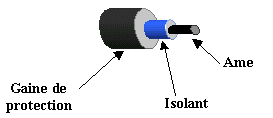 Ame
Gaine de
protection
Isolant